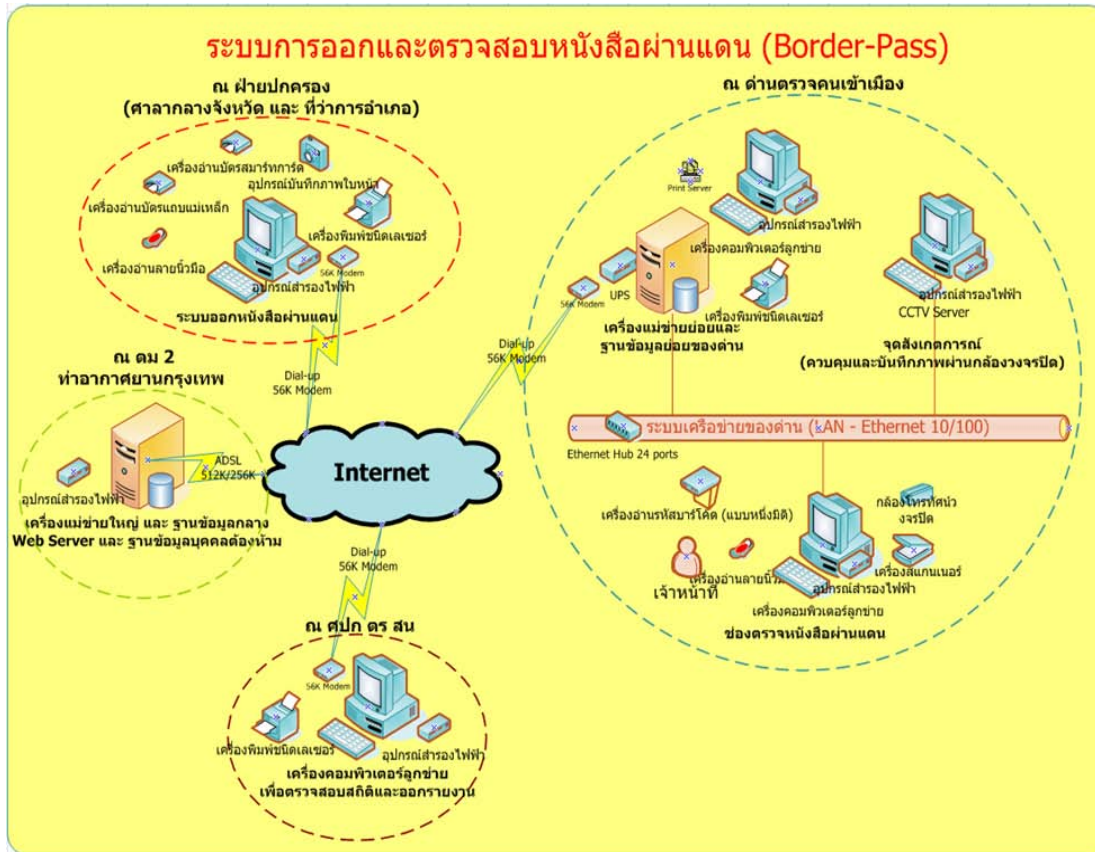 ระบบการออกและตรวจสอบหนังสือผ่านแดน (Border-Pass)
ณ ฝ่ายปกครอง
(ศาลากลางจังหวัด และ ที่ว่าการอำเภอ)
เครื่องอ่านบัตรสมาร์ทการ์ด
อุปกรณ์บันทึกภาพใบหน้า
เครื่องอ่านบัตรแถบแม่เหล็ก
เครื่องพิมพ์ชนิดเลเซอร์
เครื่องอ่านลายนิ้วมือ
56K Modem
อุปกรณ์สำรองไฟฟ้า
ระบบออกหนังสือผ่านแดน
Dial-up
56K Modem
ณ ด่านตรวจคนเข้าเมือง
Print Server
อุปกรณ์สำรองไฟฟ้า
เครื่องคอมพิวเตอร์ลูกข่าย
UPS
56K Modem
เครื่องพิมพ์ชนิดเลเซอร์
เครื่องแม่ข่ายย่อยและ
ฐานข้อมูลย่อยของด่าน
อุปกรณ์สำรองไฟฟ้า
CCTV Server
จุดสังเกตการณ์
(ควบคุมและบันทึกภาพผ่านกล้องวงจรปิด)
Dial-up
56K Modem
ระบบเครือข่ายของด่าน (LAN - Ethernet 10/100)
Ethernet Hub 24 ports
เครื่องอ่านรหัสบาร์โค้ด (แบบหนึ่งมิติ)
กล้องโทรทัศน์ว
งจรปิด
เจ้าหน้าที่
เครื่องอ่านลายนิ้วมื
เครื่องสแกนเนอร์
อุปกรณ์สำรองไฟฟ้า
เครื่องคอมพิวเตอร์ลูกข่าย
ช่องตรวจหนังสือผ่านแดน
ณ ตม 2
ท่าอากาศยานกรุงเทพ
ADSL
512K/256K
อุปกรณ์สำรองไฟฟ้า
เครื่องแม่ข่ายใหญ่ และ ฐานข้อมูลกลาง
Web Server และ ฐานข้อมูลบุคคลต้องห้าม
Internet
Dial-up
56K Modem
ณ ศปก ตร สน
56K Modem
เครื่องพิมพ์ชนิดเลเซอร์
อุปกรณ์สำรองไฟฟ้า
เครื่องคอมพิวเตอร์ลูกข่าย
เพื่อตรวจสอบสถิติและออกรายงาน